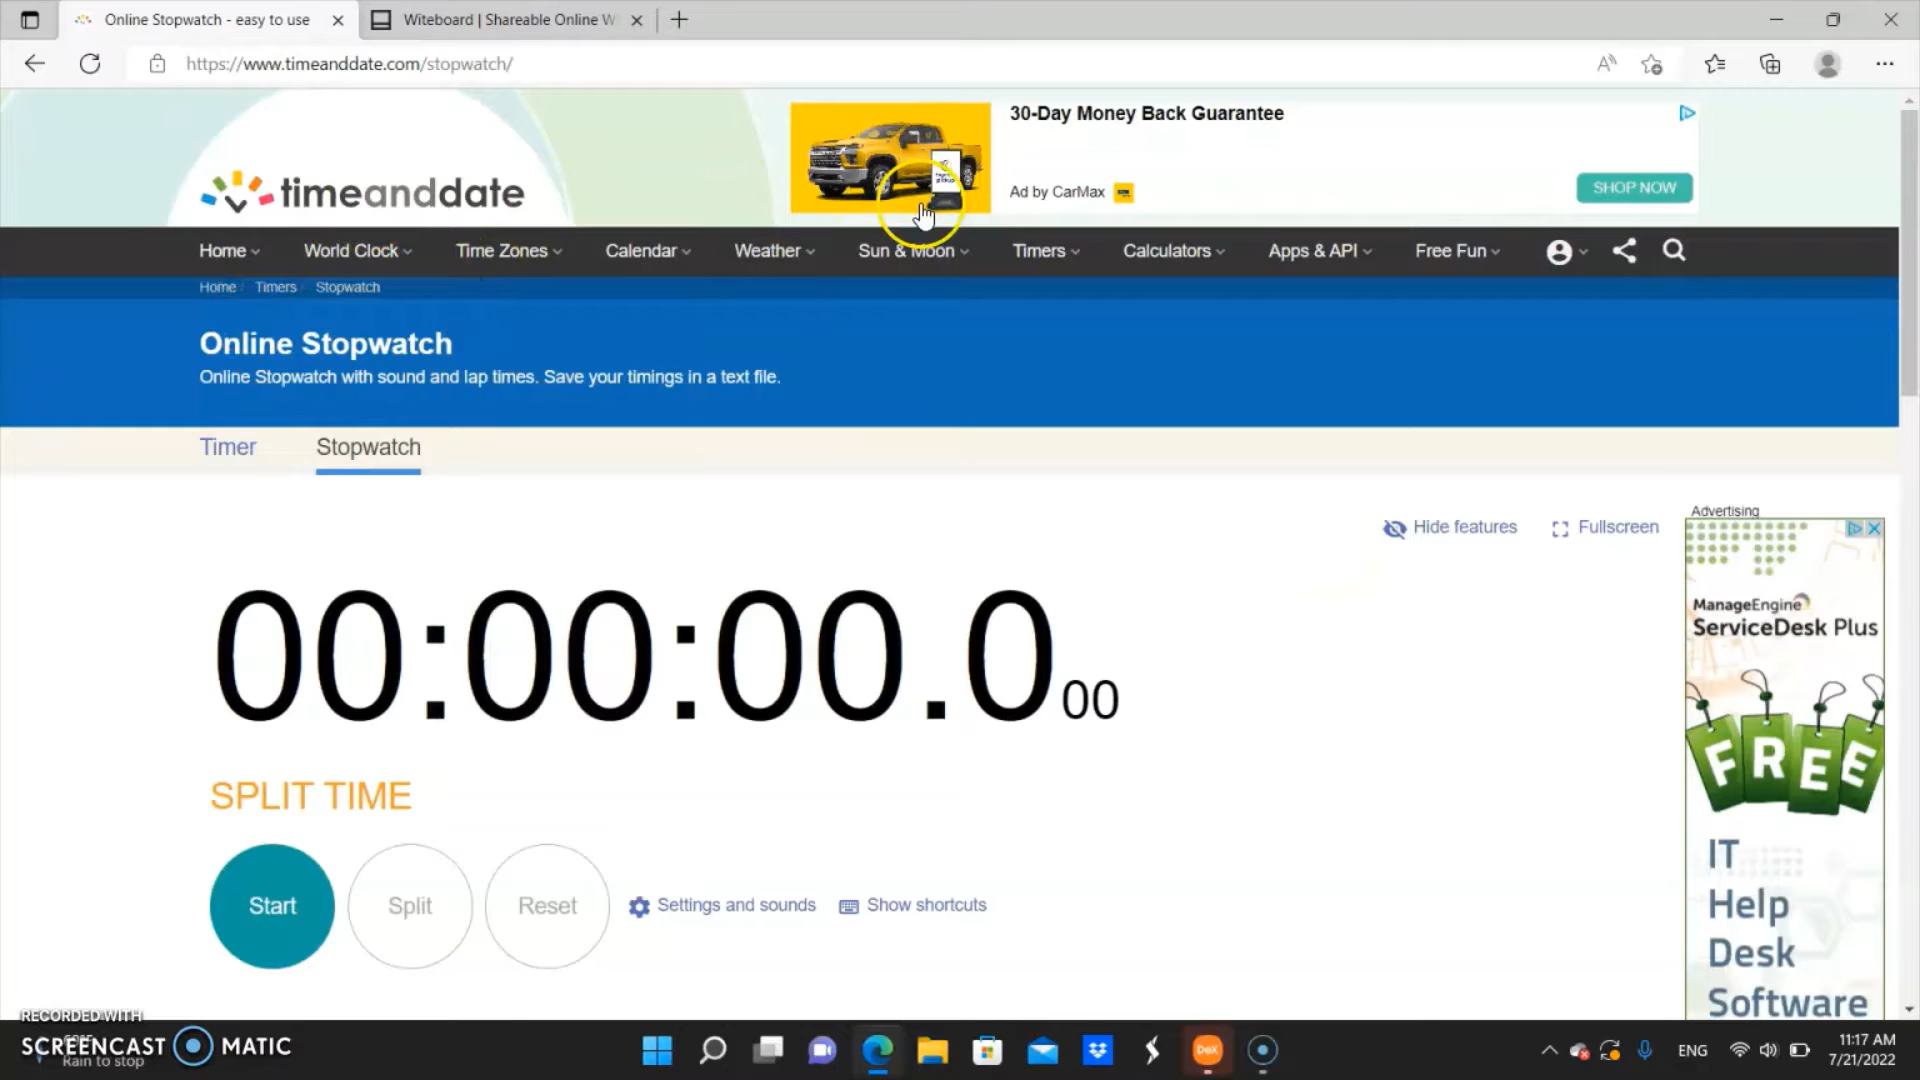 Online Stopwatch - easy to use
Witeboard | Shareable Online W
https://www.timeanddate.com/stopwatch/
30-Day Money Back Guarantee
timeanddate
Ad by CarMax
SHOP NOW
Home World Clock Time Zones Calendar Weather Sun & Moon Timers Calculators Apps & API Free Fun
Home / Timers Stopwatch
Online Stopwatch
Online Stopwatch with sound and lap times. Save your timings in a text file.
Timer Stopwatch
Hide features Fullscreen
Advertising
ManageEngine
ServiceDesk Plus
00:00:00.000
FREE
SPLIT TIME
Start Split Reset Settings and sounds Show shortcuts
IT
Help
Desk
Software
RECORDED WITH
SCREENCAST MATIC
Rain to stop
DeX
ENG
11:17 AM
7/21/2022